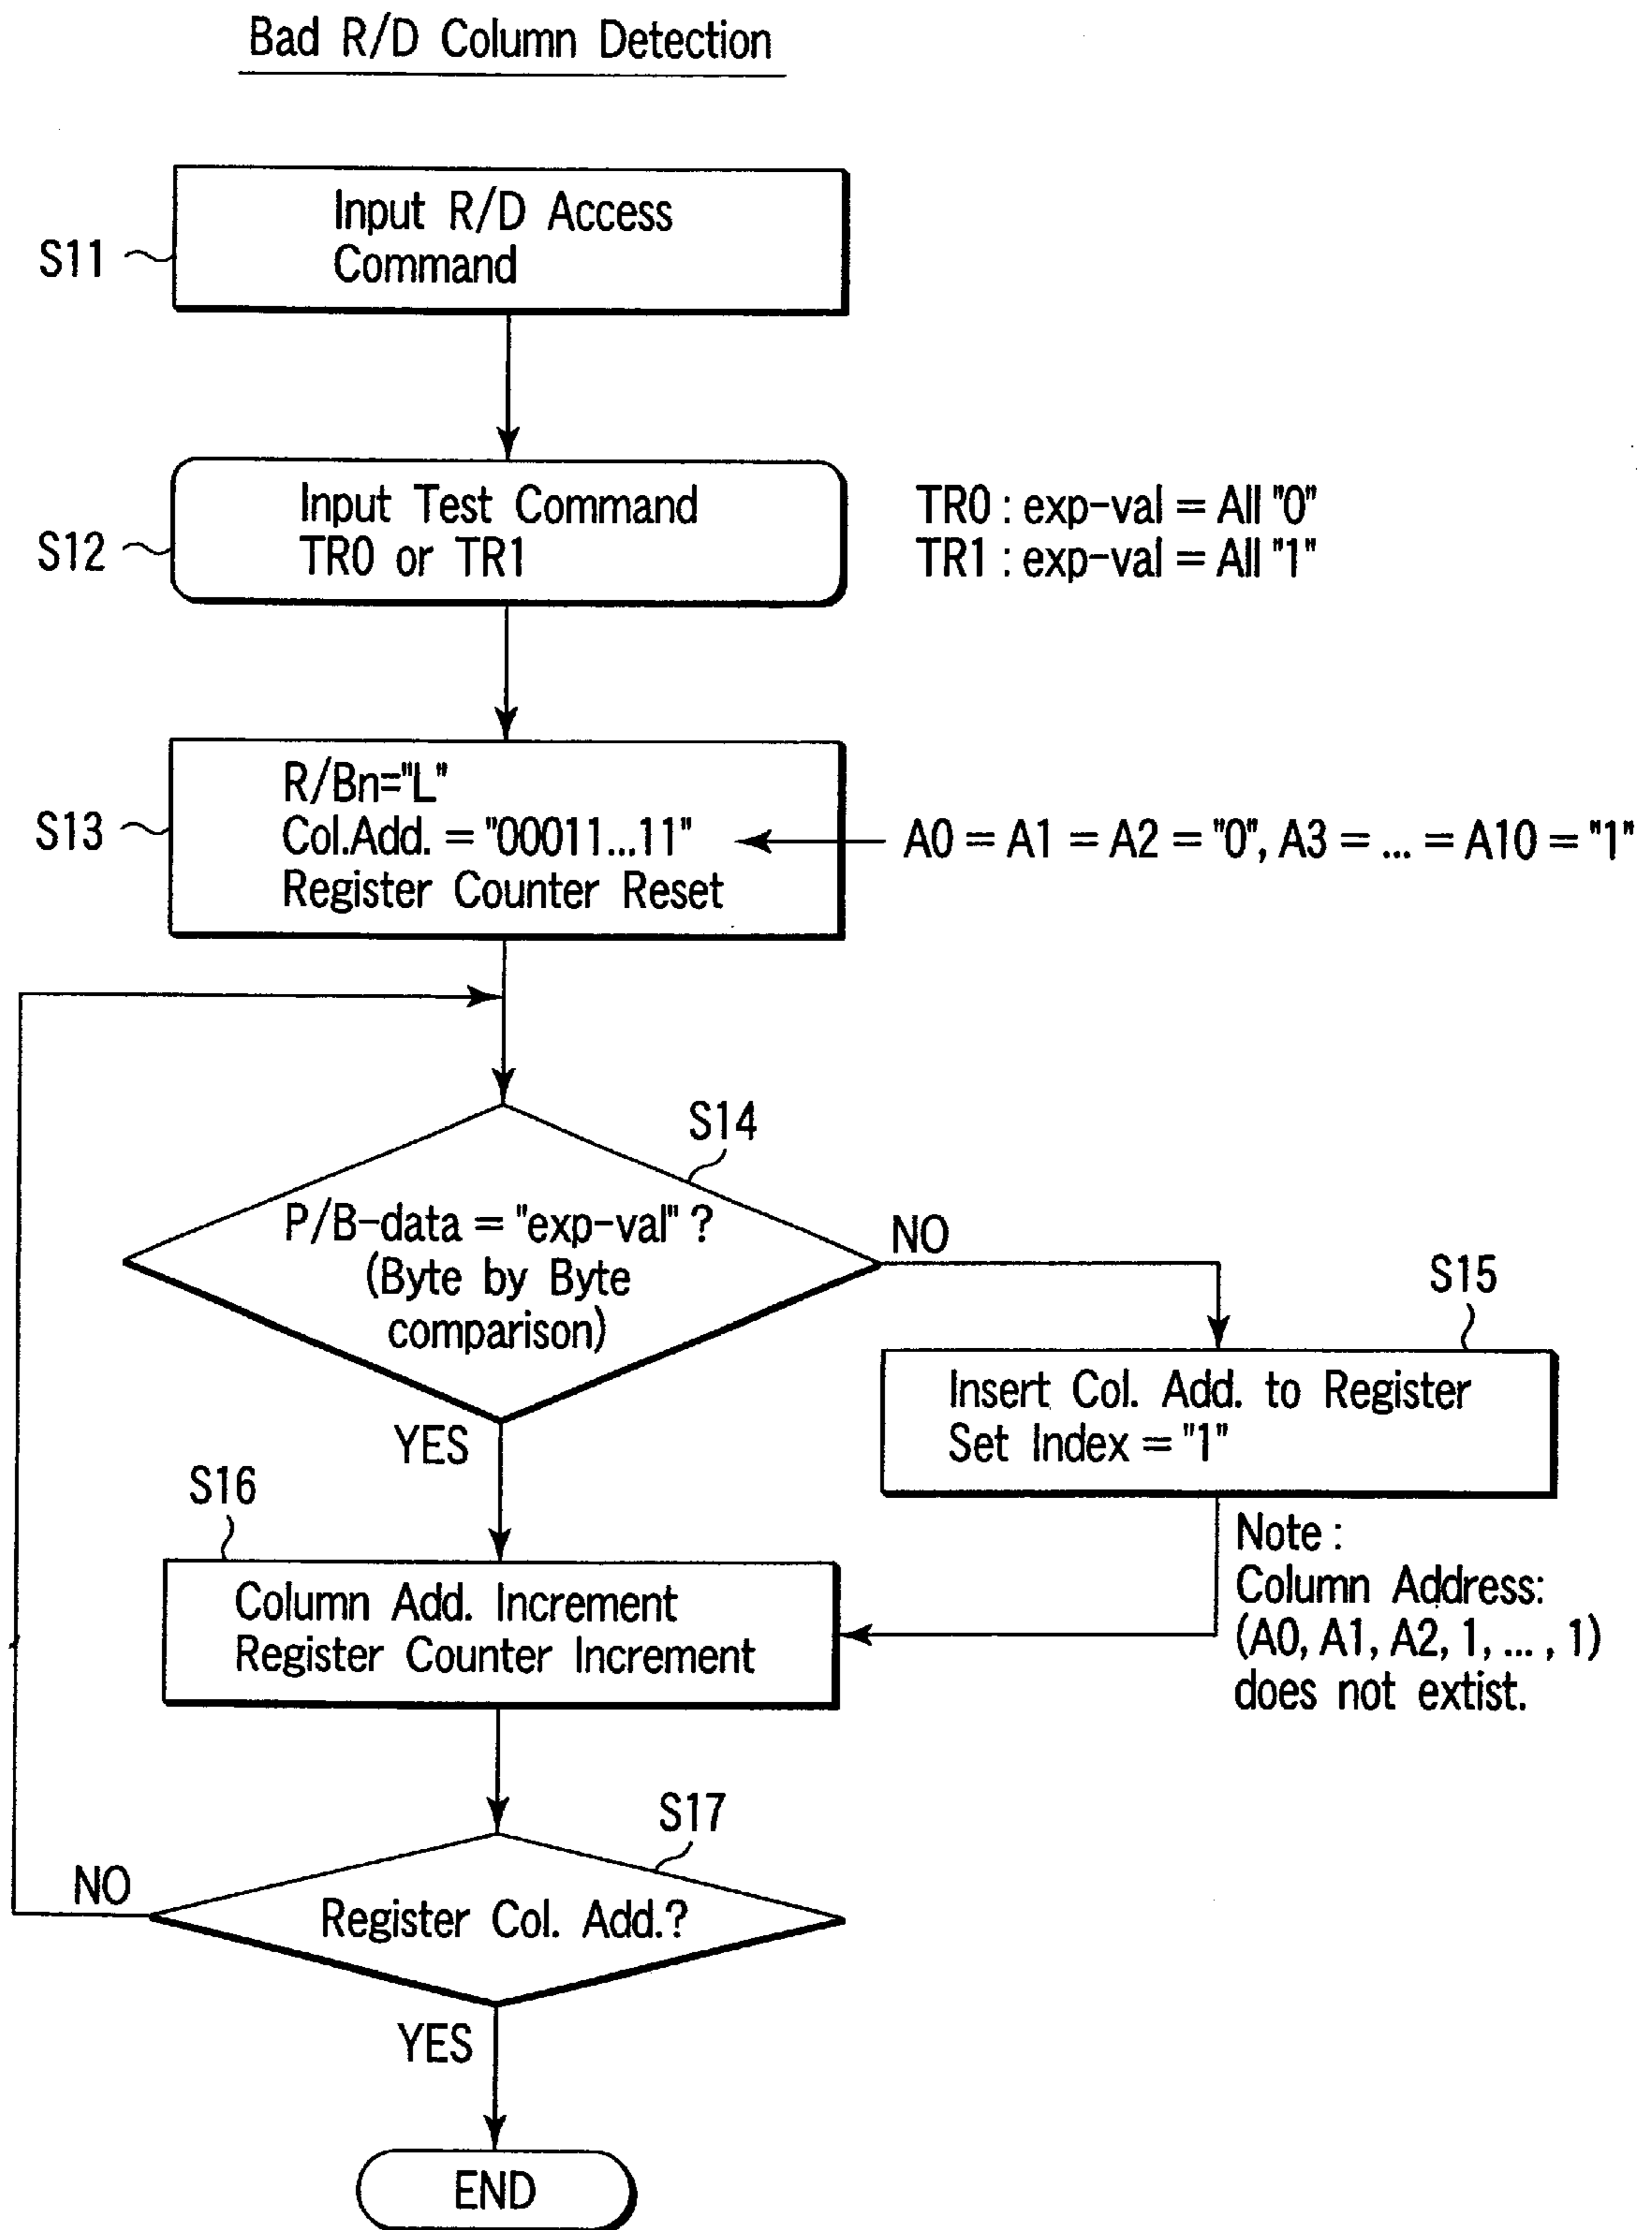 Bad R/D Column Detection
Input R/D Access
Command
S11
Input Test Command
TR0 or TR1
S12
TR0 : exp-val = All "0"
TR1 : exp-val = All "1"
R/Bn="L"
Col.Add. = "00011...11"
Register Counter Reset
S13
A0 = A1 = A2 = "0", A3 = ... = A10 = "1"
S14
P/B-data = "exp-val" ?
(Byte by Byte
comparison)
NO
YES
S15
Insert Col. Add. to Register
Set Index = "1"
Note :
Column Address:
(A0, A1, A2, 1, ... , 1)
does not extist.
S16
Column Add. Increment
Register Counter Increment
S17
Register Col. Add.?
NO
YES
END